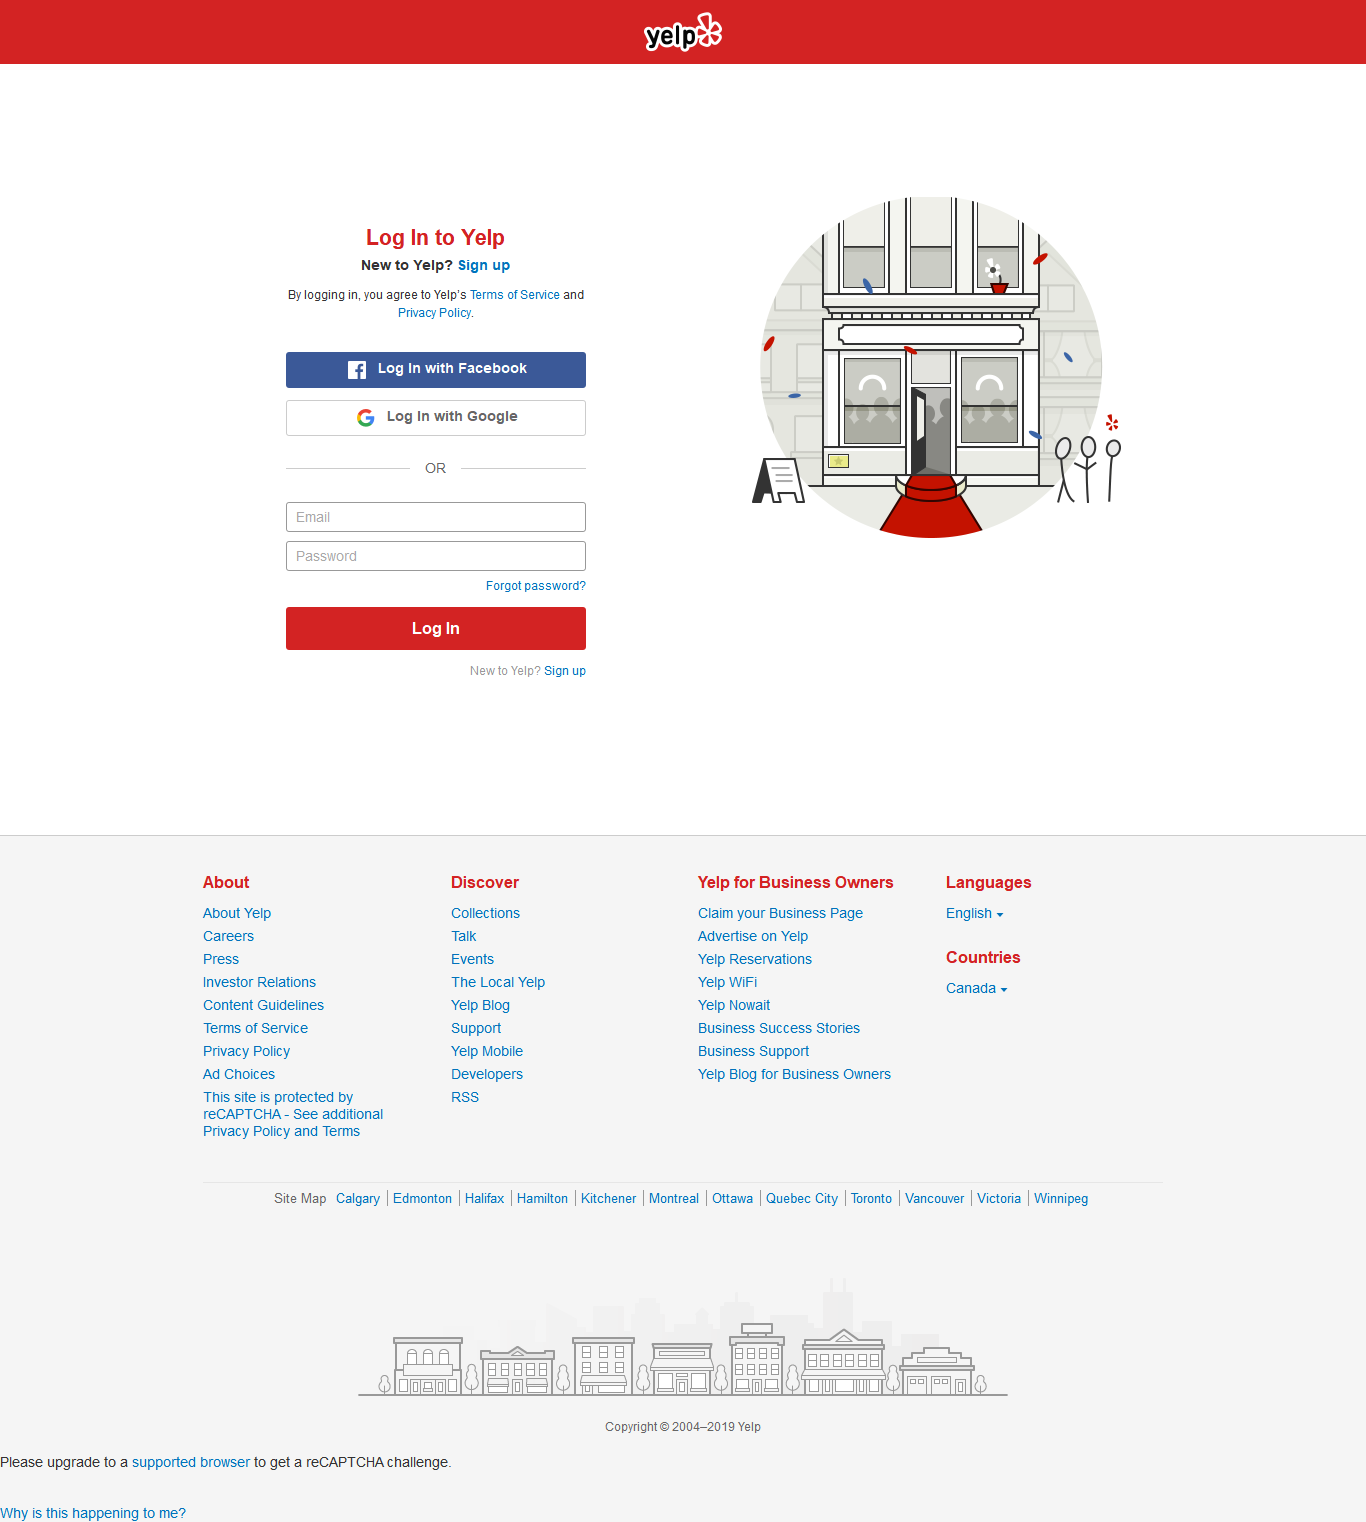 yelp
Log In to Yelp
New to Yelp? Sign up
By logging in, you agree to Yelp's Terms of Service and
Privacy Policy.
Log In with Facebook
Log In with Google
OR
Email
Password
Forgot password?
Log In
New to Yelp? Sign up
About
About Yelp
Careers
Press
Investor Relations
Content Guidelines
Terms of Service
Privacy Policy
Ad Choices
This site is protected by
reCAPTCHA - See additional
Privacy Policy and Terms
Discover
Collections
Talk
Events
The Local Yelp
Yelp Blog
Support
Yelp Mobile
Developers
RSS
Yelp for Business Owners
Claim your Business Page
Advertise on Yelp
Yelp Reservations
Yelp WiFi
Yelp Nowait
Business Success Stories
Business Support
Yelp Blog for Business Owners
Languages
English
Countries
Canada
Site Map Calgary Edmonton Halifax Hamilton Kitchener Montreal Ottawa Quebec City Toronto Vancouver Victoria Winnipeg
Copyright © 2004–2019 Yelp
Please upgrade to a supported browser to get a reCAPTCHA challenge.
Why is this happening to me?